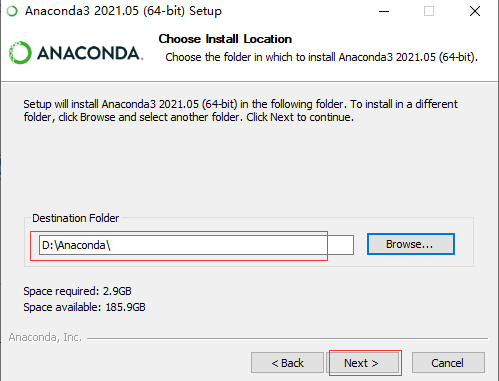 Anaconda3 2021.05 (64-bit) Setup
ANACONDA.
Choose Install Location
Choose the folder in which to install Anaconda3 2021.05 (64-bit).
Setup will install Anaconda3 2021.05 (64-bit) in the following folder. To install in a different
folder, click Browse and select another folder. Click Next to continue.
Destination Folder
D:\Anaconda\
Browse...
Space required: 2.9GB
Space available: 185.9GB
Anaconda, Inc.
< Back
Next >
Cancel